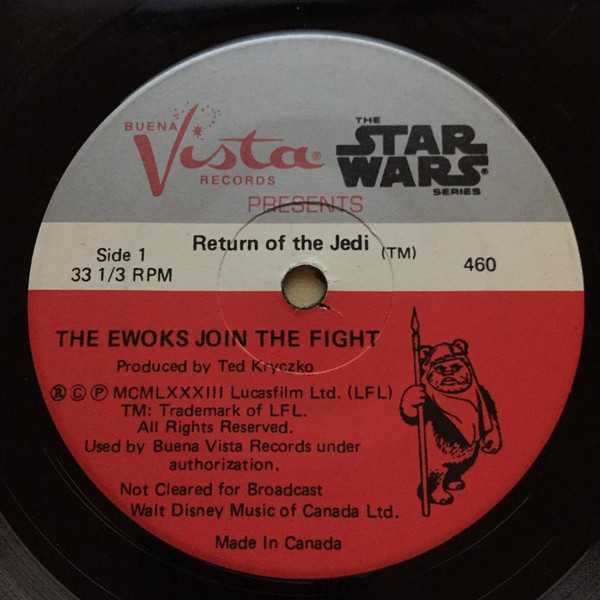 BUENA
Vista®
RECORDS
THE
STAR
WARS®
SERIES
PRESENTS
Return of the Jedi (TM)
Side 1
33 1/3 RPM
460
THE EWOKS JOIN THE FIGHT
Produced by Ted Kryczko
® © ℗ MCMLXXXIII Lucasfilm Ltd. (LFL)
TM: Trademark of LFL.
All Rights Reserved.
Used by Buena Vista Records under
authorization.
Not Cleared for Broadcast
Walt Disney Music of Canada Ltd.
Made In Canada